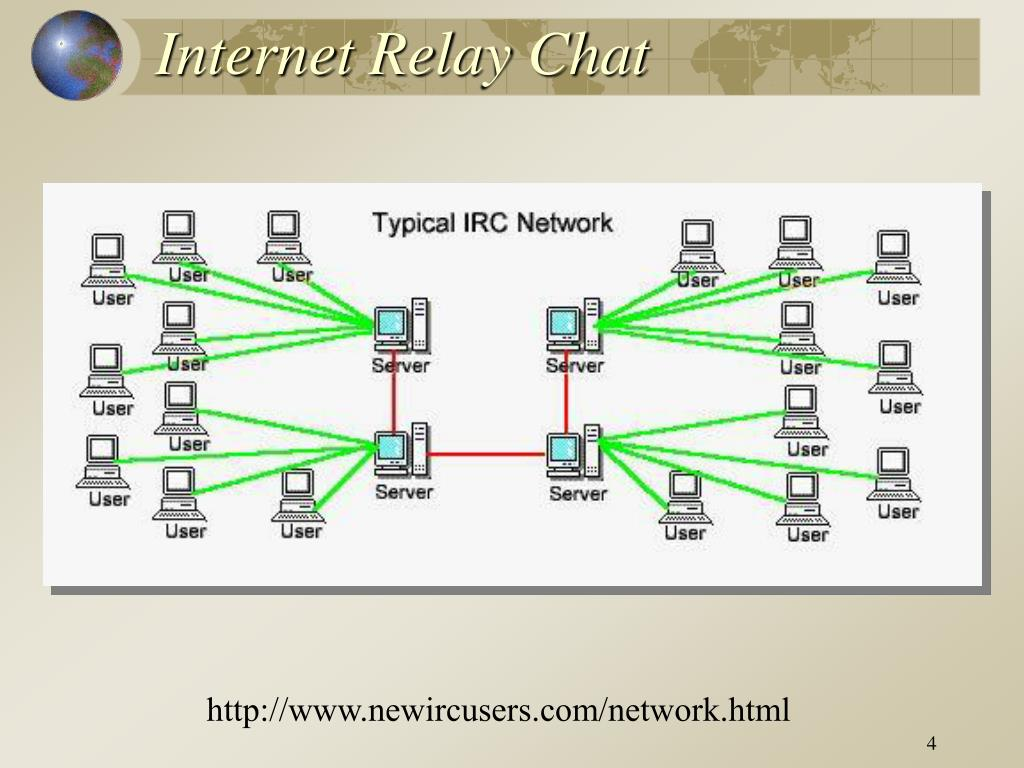 Internet Relay Chat
Typical IRC Network
User User User User User
User User User User
Server Server
User User
User User
User User
User User
Server Server
User User User User
http://www.newircusers.com/network.html
4